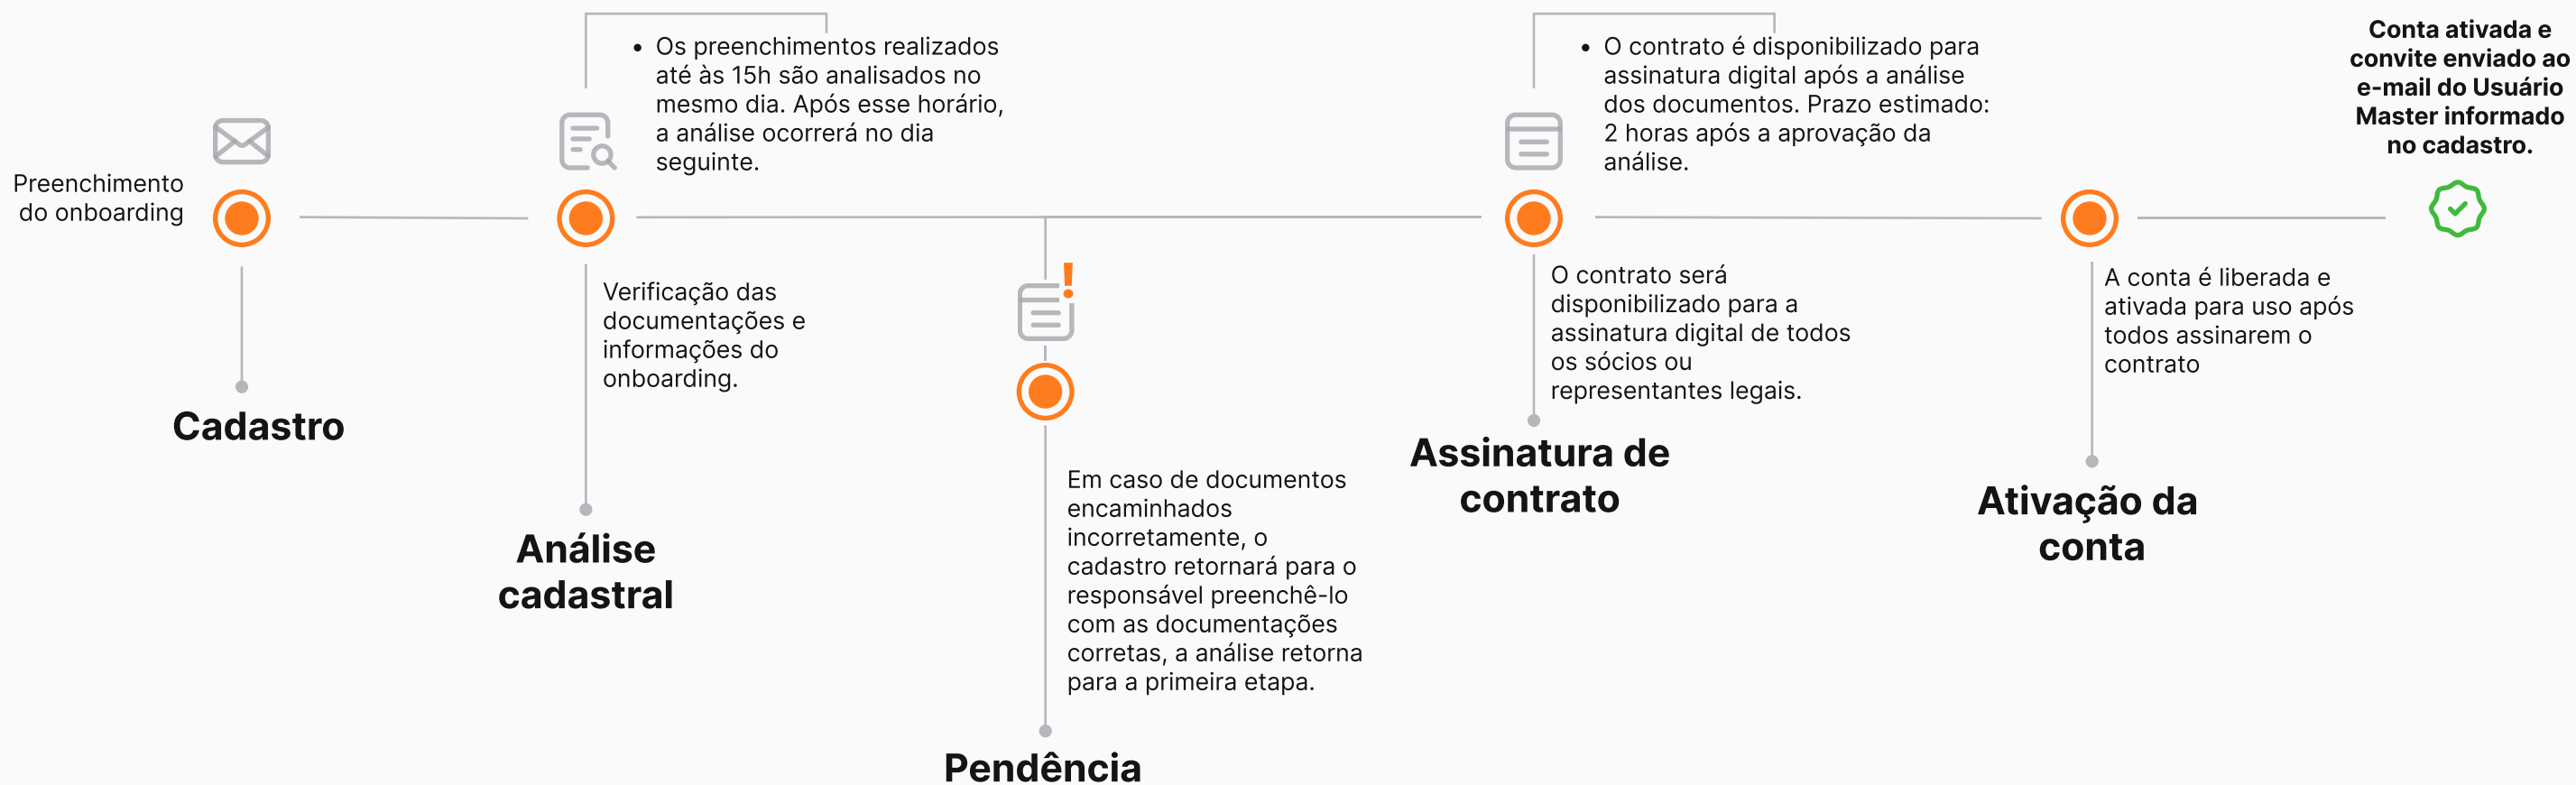 Preenchimento
do onboarding
Cadastro
• Os preenchimentos realizados
até às 15h são analisados no
mesmo dia. Após esse horário,
a análise ocorrerá no dia
seguinte.
Verificação das
documentações e
informações do
onboarding.
Análise
cadastral
!
Em caso de documentos
encaminhados
incorretamente, o
cadastro retornará para o
responsável preenchê-lo
com as documentações
corretas, a análise retorna
para a primeira etapa.
Pendência
• O contrato é disponibilizado para
assinatura digital após a análise
dos documentos. Prazo estimado:
2 horas após a aprovação da
análise.
O contrato será
disponibilizado para a
assinatura digital de todos
os sócios ou
representantes legais.
Assinatura de
contrato
A conta é liberada e
ativada para uso após
todos assinarem o
contrato
Ativação da
conta
Conta ativada e
convite enviado ao
e-mail do Usuário
Master informado
no cadastro.